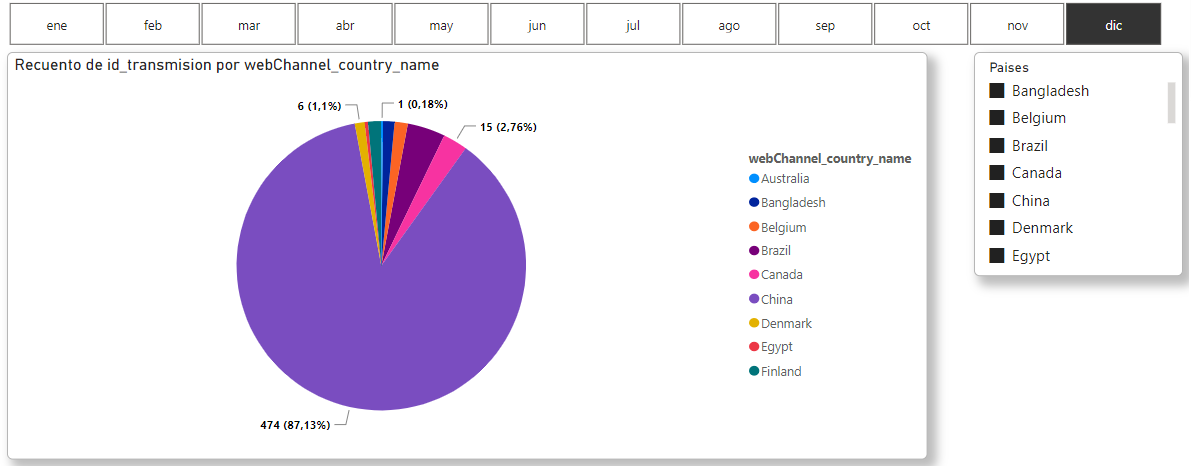 ene feb mar abr may jun jul ago sep oct nov dic
Recuento de id_transmision por webChannel_country_name
6 (1,1%)
1 (0,18%)
15 (2,76%)
474 (87,13%)
webChannel_country_name
Australia
Bangladesh
Belgium
Brazil
Canada
China
Denmark
Egypt
Finland
Paises
Bangladesh
Belgium
Brazil
Canada
China
Denmark
Egypt